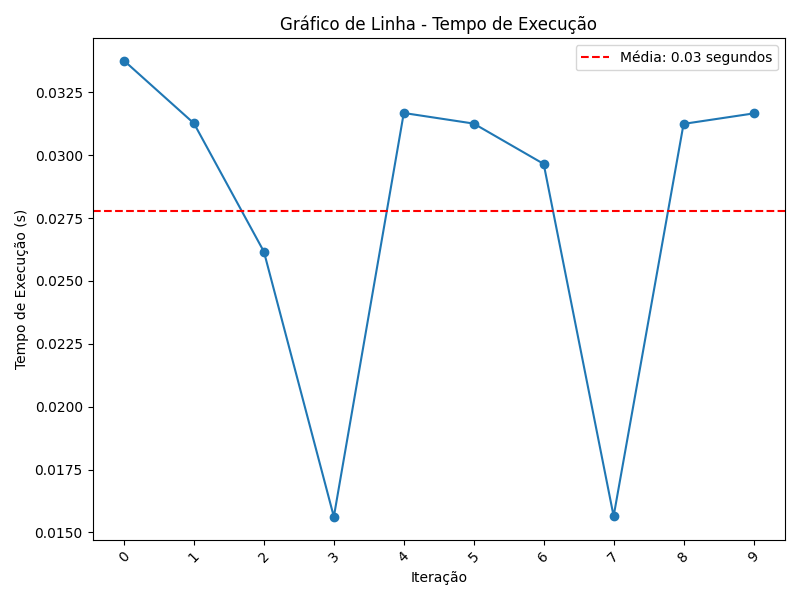 Gráfico de Linha - Tempo de Execução
Média: 0.03 segundos
Tempo de Execução (s)
0.0325
0.0300
0.0275
0.0250
0.0225
0.0200
0.0175
0.0150
0 1 2 3 4 5 6 7 8 9
Iteração